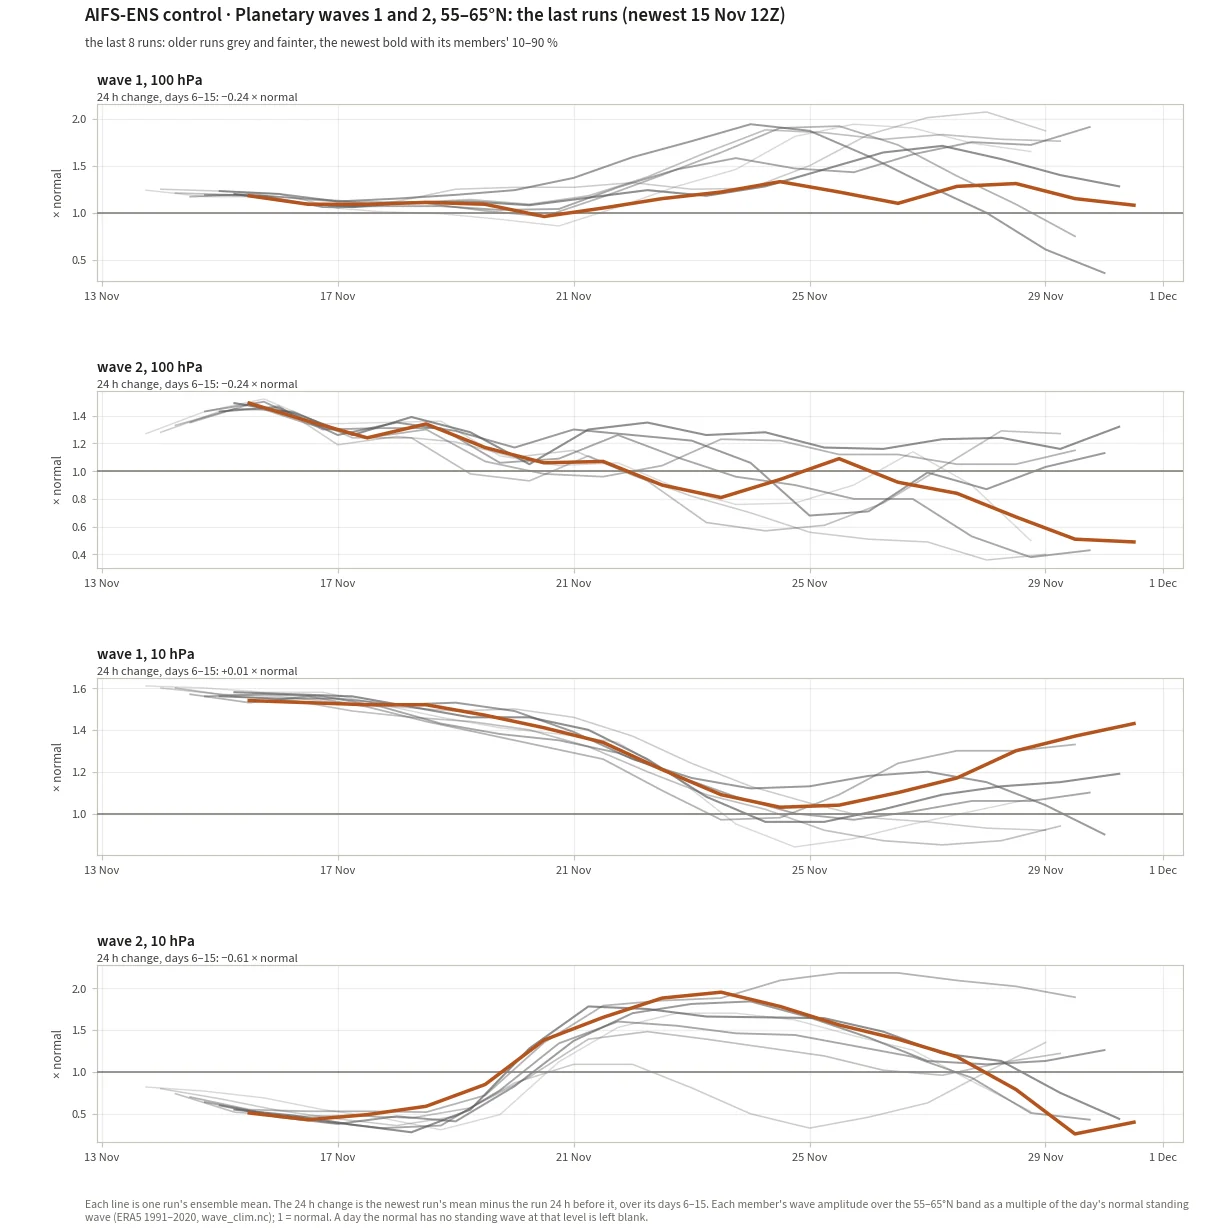 AIFS-ENS control · Planetary waves 1 and 2, 55–65°N: the last runs (newest 15 Nov 12Z)
the last 8 runs: older runs grey and fainter, the newest bold with its members' 10–90 %
wave 1, 100 hPa
24 h change, days 6–15: −0.24 × normal
2.0
1.5
1.0
0.5
× normal
13 Nov 17 Nov 21 Nov 25 Nov 29 Nov 1 Dec
wave 2, 100 hPa
24 h change, days 6–15: −0.24 × normal
1.4
1.2
1.0
0.8
0.6
0.4
× normal
13 Nov 17 Nov 21 Nov 25 Nov 29 Nov 1 Dec
wave 1, 10 hPa
24 h change, days 6–15: +0.01 × normal
1.6
1.4
1.2
1.0
× normal
13 Nov 17 Nov 21 Nov 25 Nov 29 Nov 1 Dec
wave 2, 10 hPa
24 h change, days 6–15: −0.61 × normal
2.0
1.5
1.0
0.5
× normal
13 Nov 17 Nov 21 Nov 25 Nov 29 Nov 1 Dec
Each line is one run's ensemble mean. The 24 h change is the newest run's mean minus the run 24 h before it, over its days 6–15. Each member's wave amplitude over the 55–65°N band as a multiple of the day's normal standing
wave (ERA5 1991–2020, wave_clim.nc); 1 = normal. A day the normal has no standing wave at that level is left blank.